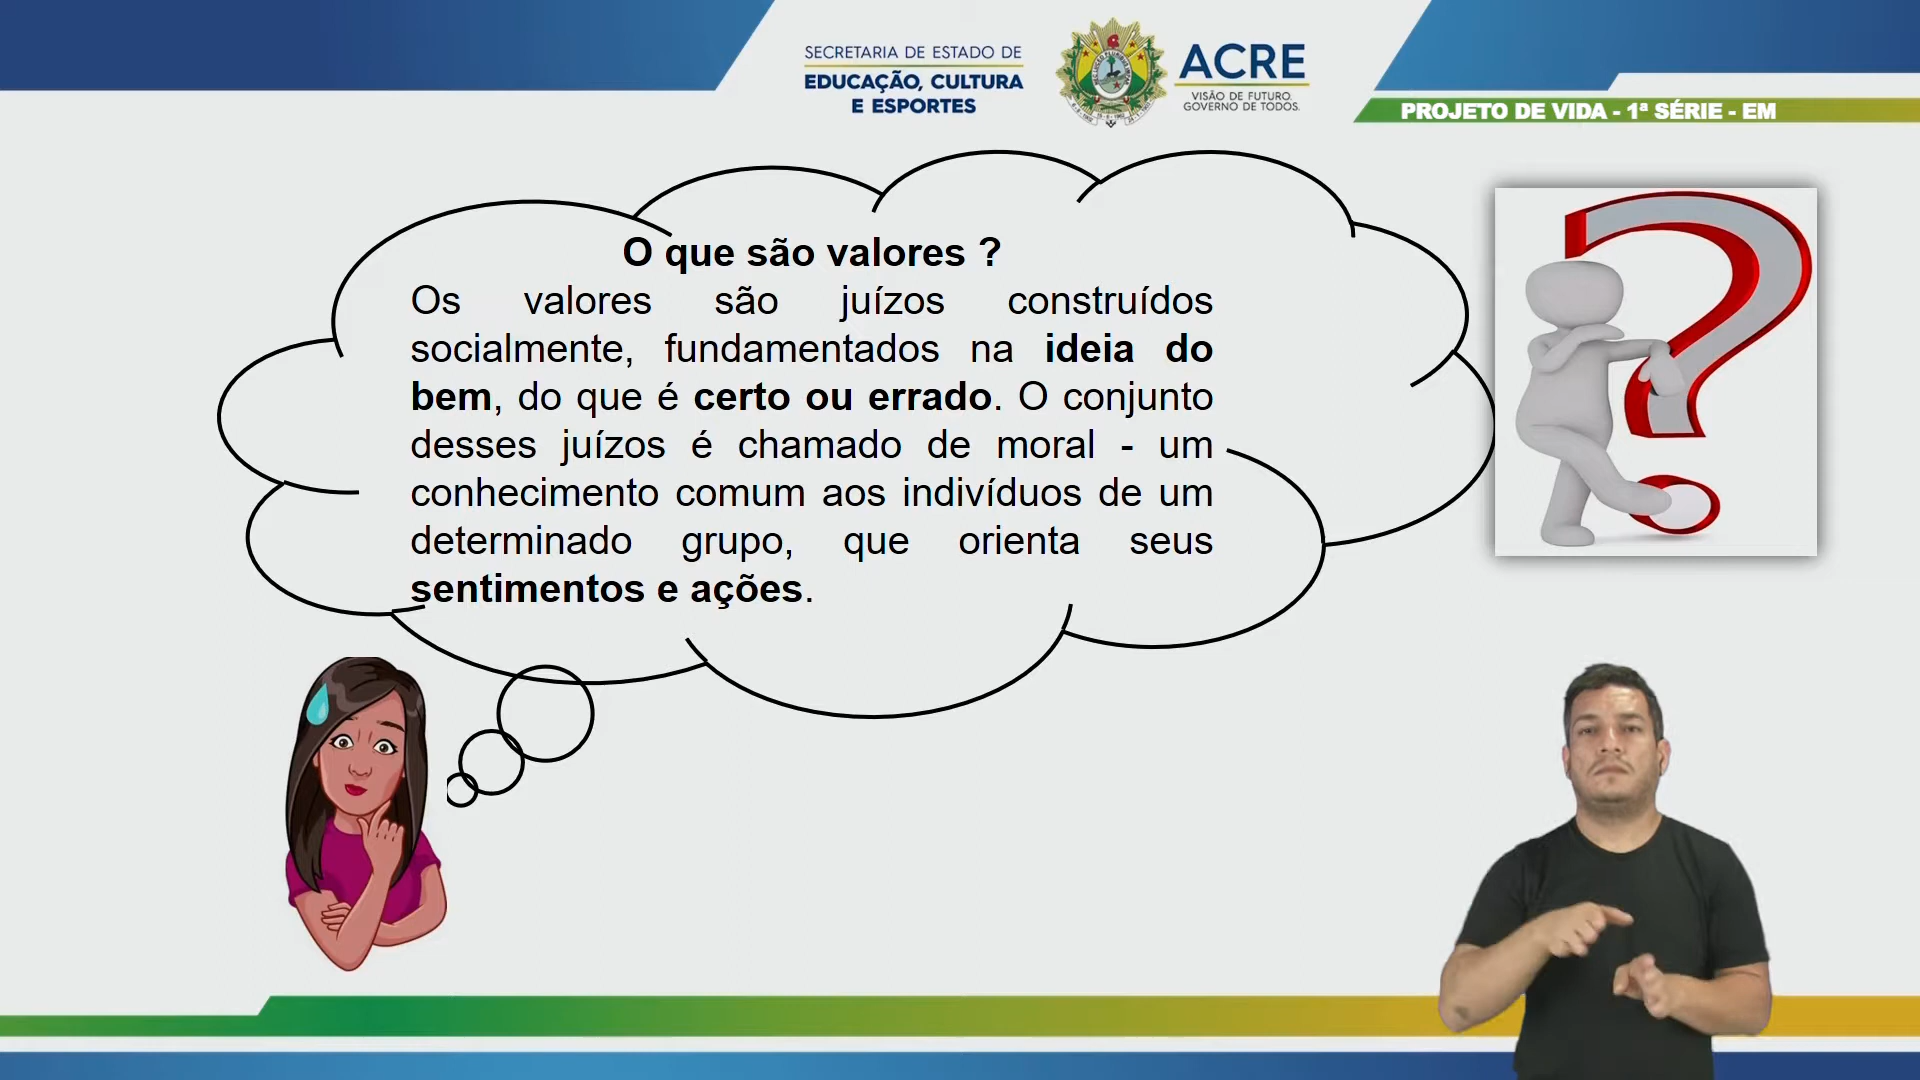 SECRETARIA DE ESTADO DE
EDUCAÇÃO, CULTURA
E ESPORTES
ACRE
VISÃO DE FUTURO.
GOVERNO DE TODOS.
PROJETO DE VIDA - 1ª SÉRIE - EM
O que são valores ?
Os valores são juízos construídos
socialmente, fundamentados na ideia do
bem, do que é certo ou errado. O conjunto
desses juízos é chamado de moral - um
conhecimento comum aos indivíduos de um
determinado grupo, que orienta seus
sentimentos e ações.